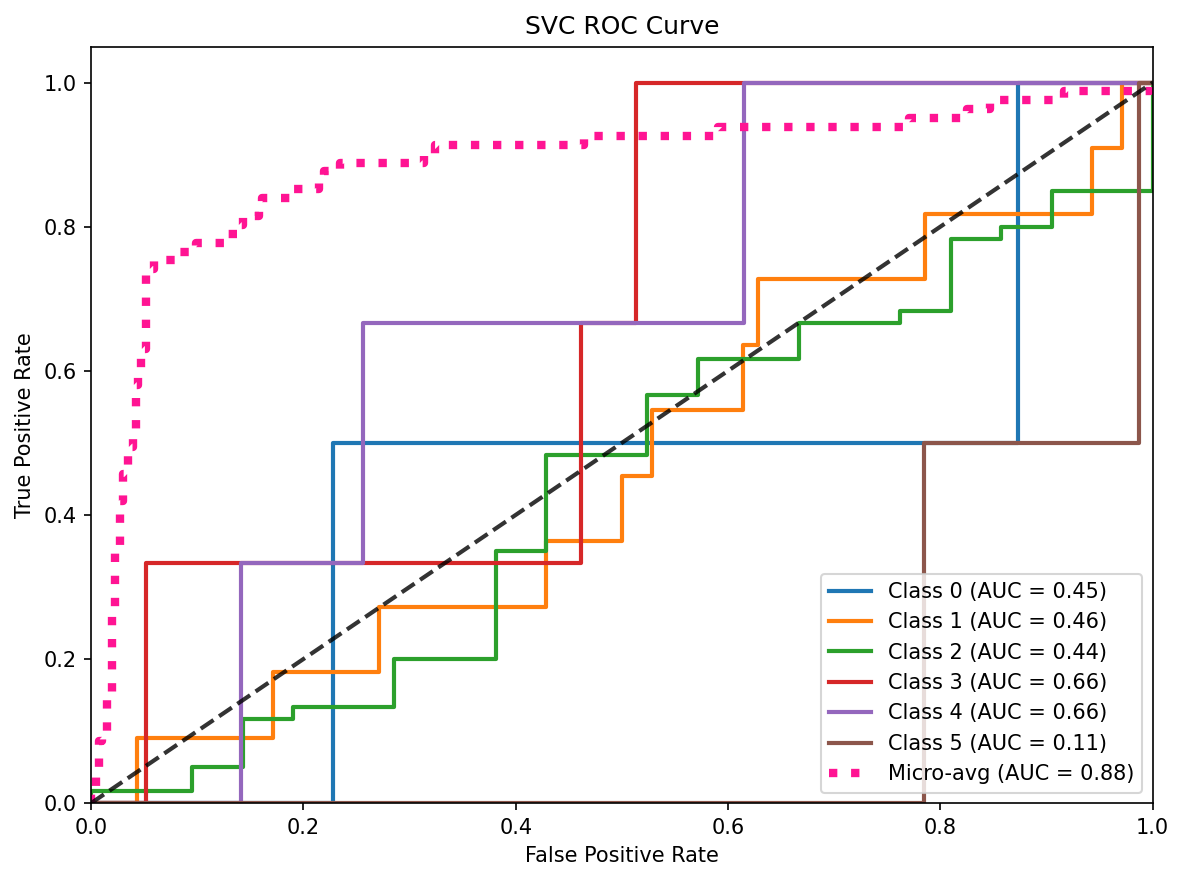 SVC ROC Curve
True Positive Rate
1.0
0.8
0.6
0.4
0.2
0.0
Class 0 (AUC = 0.45)
Class 1 (AUC = 0.46)
Class 2 (AUC = 0.44)
Class 3 (AUC = 0.66)
Class 4 (AUC = 0.66)
Class 5 (AUC = 0.11)
Micro-avg (AUC = 0.88)
0.0 0.2 0.4 0.6 0.8 1.0
False Positive Rate